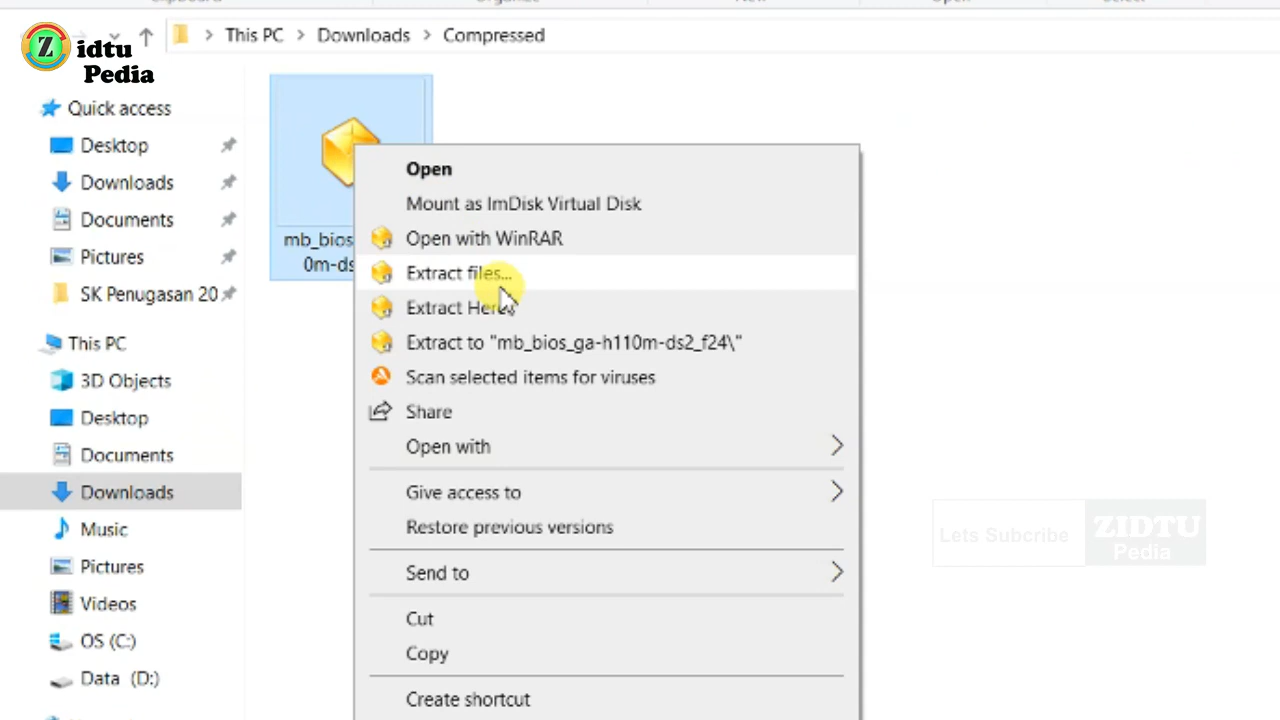 Zidtu
Pedia
This PC > Downloads > Compressed
Quick access
Desktop
Downloads
Documents
Pictures
SK Penugasan 20
This PC
3D Objects
Desktop
Documents
Downloads
Music
Pictures
Videos
OS (C:)
Data (D:)
mb_bios
0m-ds
Open
Mount as ImDisk Virtual Disk
Open with WinRAR
Extract files...
Extract Here
Extract to "mb_bios_ga-h110m-ds2_f24\"
Scan selected items for viruses
Share
Open with
Give access to
Restore previous versions
Send to
Cut
Copy
Create shortcut
Lets Subcribe
ZIDTU
Pedia